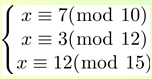 x ≡ 7(mod 10)
x ≡ 3(mod 12)
x ≡ 12(mod 15)